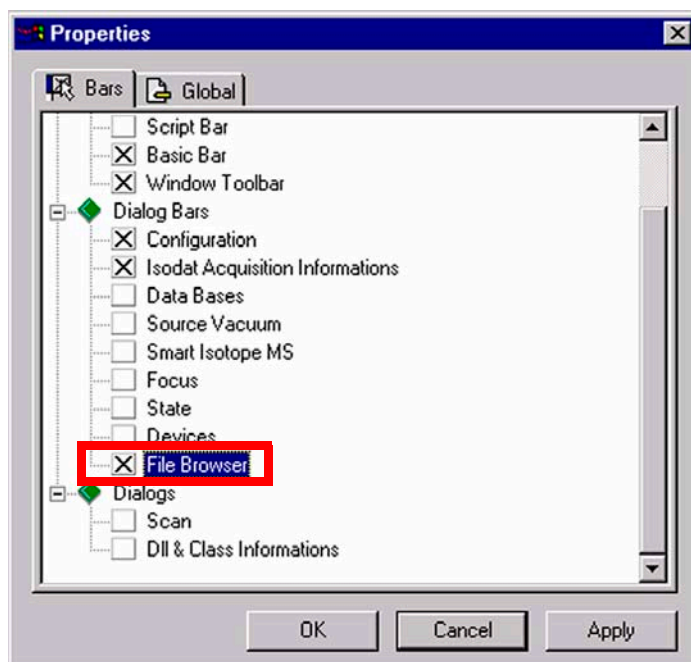 Properties
Bars Global
Script Bar
Basic Bar
Window Toolbar
Dialog Bars
Configuration
Isodat Acquisition Informations
Data Bases
Source Vacuum
Smart Isotope MS
Focus
State
Devices
File Browser
Dialogs
Scan
Dll & Class Informations
OK Cancel Apply